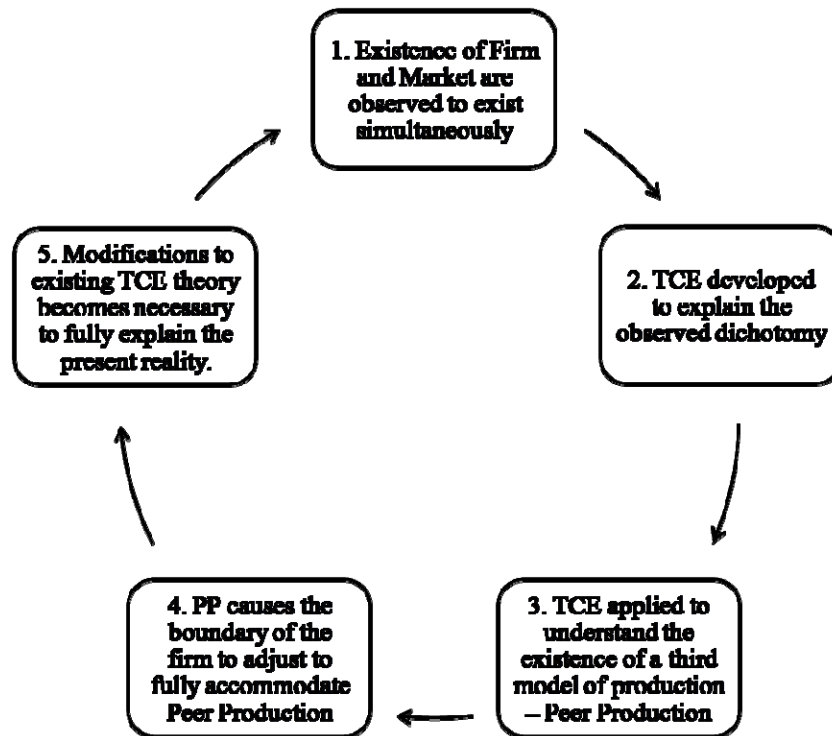 1. Existence of Firm
and Market are
observed to exist
simultaneously
2. TCE developed
to explain the
observed dichotomy
3. TCE applied to
understand the
existence of a third
model of production
– Peer Production
4. PP causes the
boundary of the
firm to adjust to
fully accommodate
Peer Production
5. Modifications to
existing TCE theory
becomes necessary
to fully explain the
present reality.